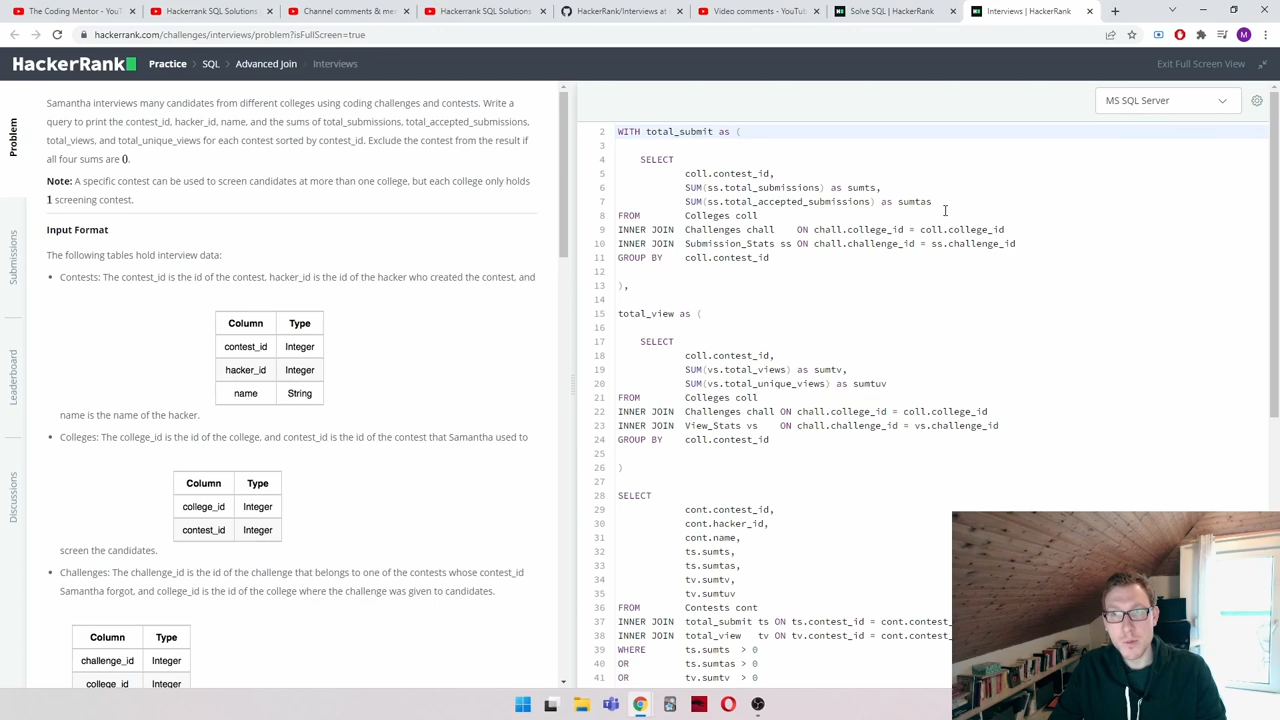 The Coding Mentor - YouT
Hackerrank SQL Solutions
Channel comments & me
Hackerrank SQL Solutions
HackerRank/Interviews at
Video comments - YouTub
Solve SQL | HackerRank
Interviews | HackerRank
hackerrank.com/challenges/interviews/problem?isFullScreen=true
M
HackerRank
Practice > SQL > Advanced Join > Interviews
Exit Full Screen View
Problem
Submissions
Leaderboard
Discussions
Samantha interviews many candidates from different colleges using coding challenges and contests. Write a
query to print the contest_id, hacker_id, name, and the sums of total_submissions, total_accepted_submissions,
total_views, and total_unique_views for each contest sorted by contest_id. Exclude the contest from the result if
all four sums are 0.
Note: A specific contest can be used to screen candidates at more than one college, but each college only holds
1 screening contest.
Input Format
The following tables hold interview data:
• Contests: The contest_id is the id of the contest, hacker_id is the id of the hacker who created the contest, and
Column Type
contest_id Integer
hacker_id Integer
name String
name is the name of the hacker.
• Colleges: The college_id is the id of the college, and contest_id is the id of the contest that Samantha used to
Column Type
college_id Integer
contest_id Integer
screen the candidates.
• Challenges: The challenge_id is the id of the challenge that belongs to one of the contests whose contest_id
Samantha forgot, and college_id is the id of the college where the challenge was given to candidates.
Column Type
challenge_id Integer
college_id Integer
MS SQL Server
2 WITH total_submit as (
3
4 SELECT
5 coll.contest_id,
6 SUM(ss.total_submissions) as sumts,
7 SUM(ss.total_accepted_submissions) as sumtas
8 FROM Colleges coll
9 INNER JOIN Challenges chall ON chall.college_id = coll.college_id
10 INNER JOIN Submission_Stats ss ON chall.challenge_id = ss.challenge_id
11 GROUP BY coll.contest_id
12
13 ),
14
15 total_view as (
16
17 SELECT
18 coll.contest_id,
19 SUM(vs.total_views) as sumtv,
20 SUM(vs.total_unique_views) as sumtuv
21 FROM Colleges coll
22 INNER JOIN Challenges chall ON chall.college_id = coll.college_id
23 INNER JOIN View_Stats vs ON chall.challenge_id = vs.challenge_id
24 GROUP BY coll.contest_id
25
26 )
27
28 SELECT
29 cont.contest_id,
30 cont.hacker_id,
31 cont.name,
32 ts.sumts,
33 ts.sumtas,
34 tv.sumtv,
35 tv.sumtuv
36 FROM Contests cont
37 INNER JOIN total_submit ts ON ts.contest_id = cont.contest_
38 INNER JOIN total_view tv ON tv.contest_id = cont.contest_
39 WHERE ts.sumts > 0
40 OR ts.sumtas > 0
41 OR tv.sumtv > 0